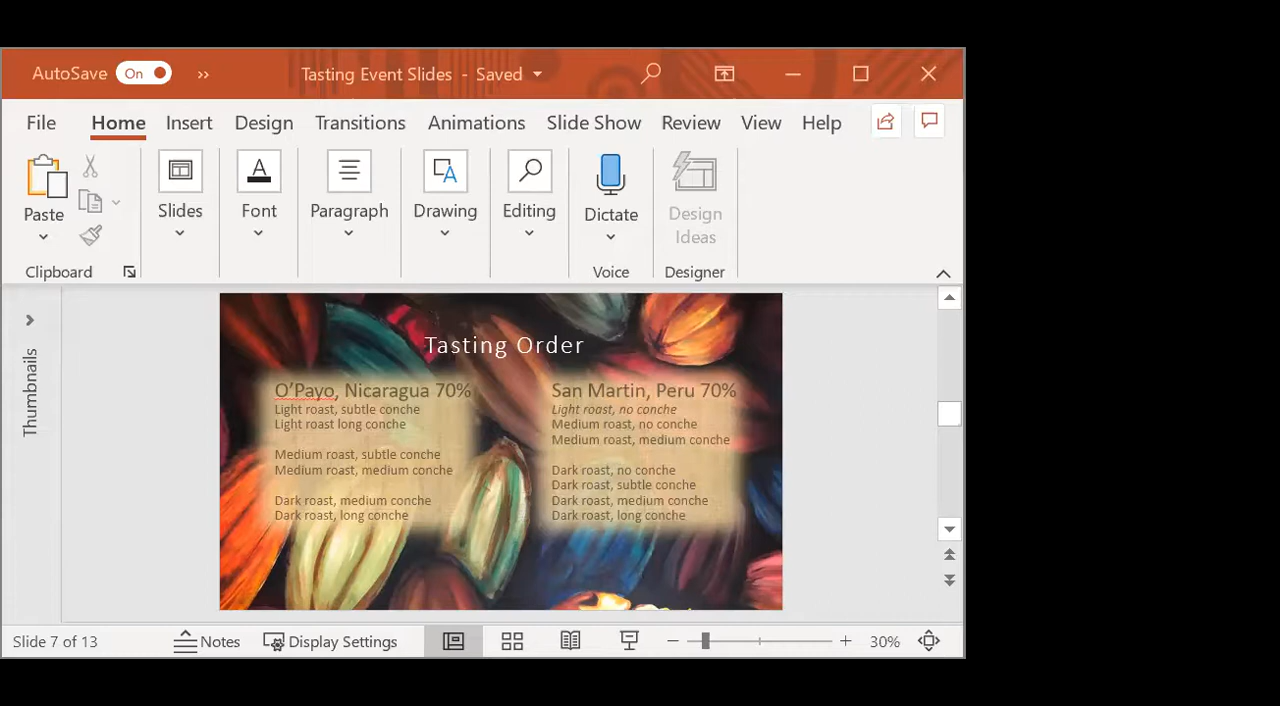 AutoSave On
Tasting Event Slides - Saved
File Home Insert Design Transitions Animations Slide Show Review View Help
Paste
Slides
Font
Paragraph
Drawing
Editing
Dictate
Design Ideas
Clipboard
Voice
Designer
Thumbnails
Tasting Order
O’Payo, Nicaragua 70%
Light roast, subtle conche
Light roast long conche
Medium roast, subtle conche
Medium roast, medium conche
Dark roast, medium conche
Dark roast, long conche
San Martin, Peru 70%
Light roast, no conche
Medium roast, no conche
Medium roast, medium conche
Dark roast, no conche
Dark roast, subtle conche
Dark roast, medium conche
Dark roast, long conche
Slide 7 of 13
Notes
Display Settings
30%